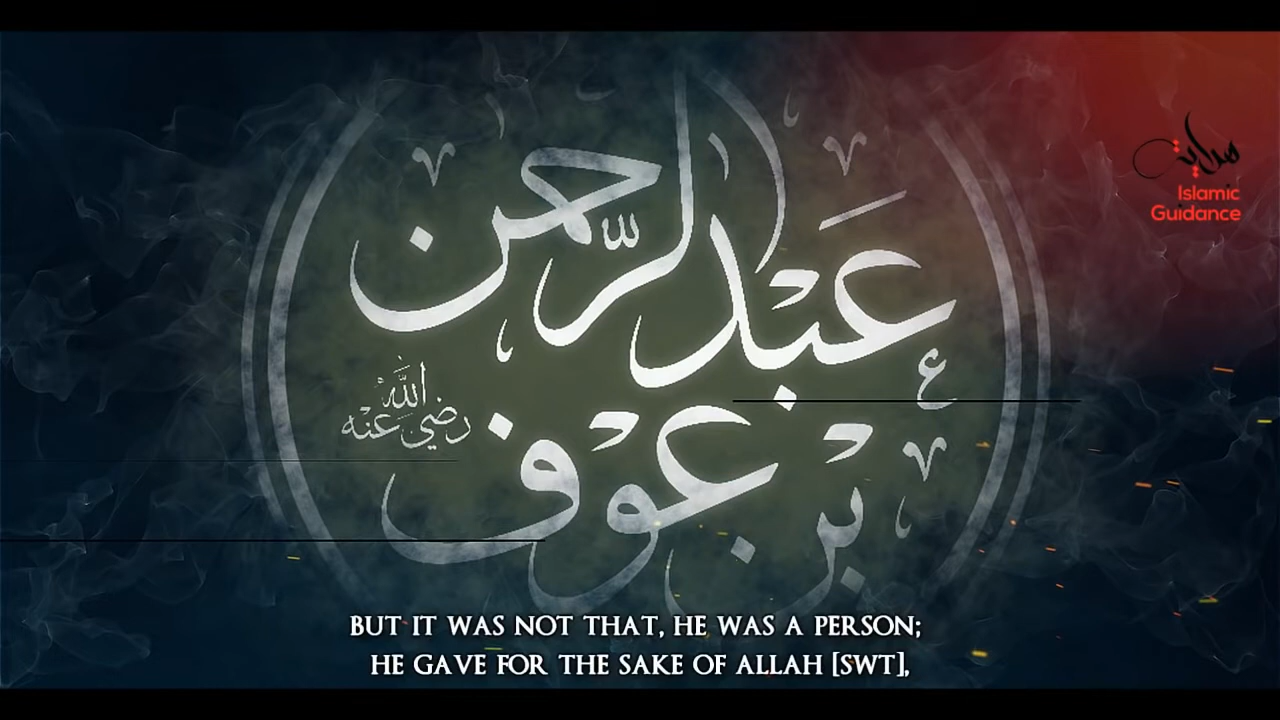 عبدالرحمن
بن عوف
رضي الله عنه
هداية
Islamic
Guidance
BUT IT WAS NOT THAT, HE WAS A PERSON;
HE GAVE FOR THE SAKE OF ALLAH [SWT],